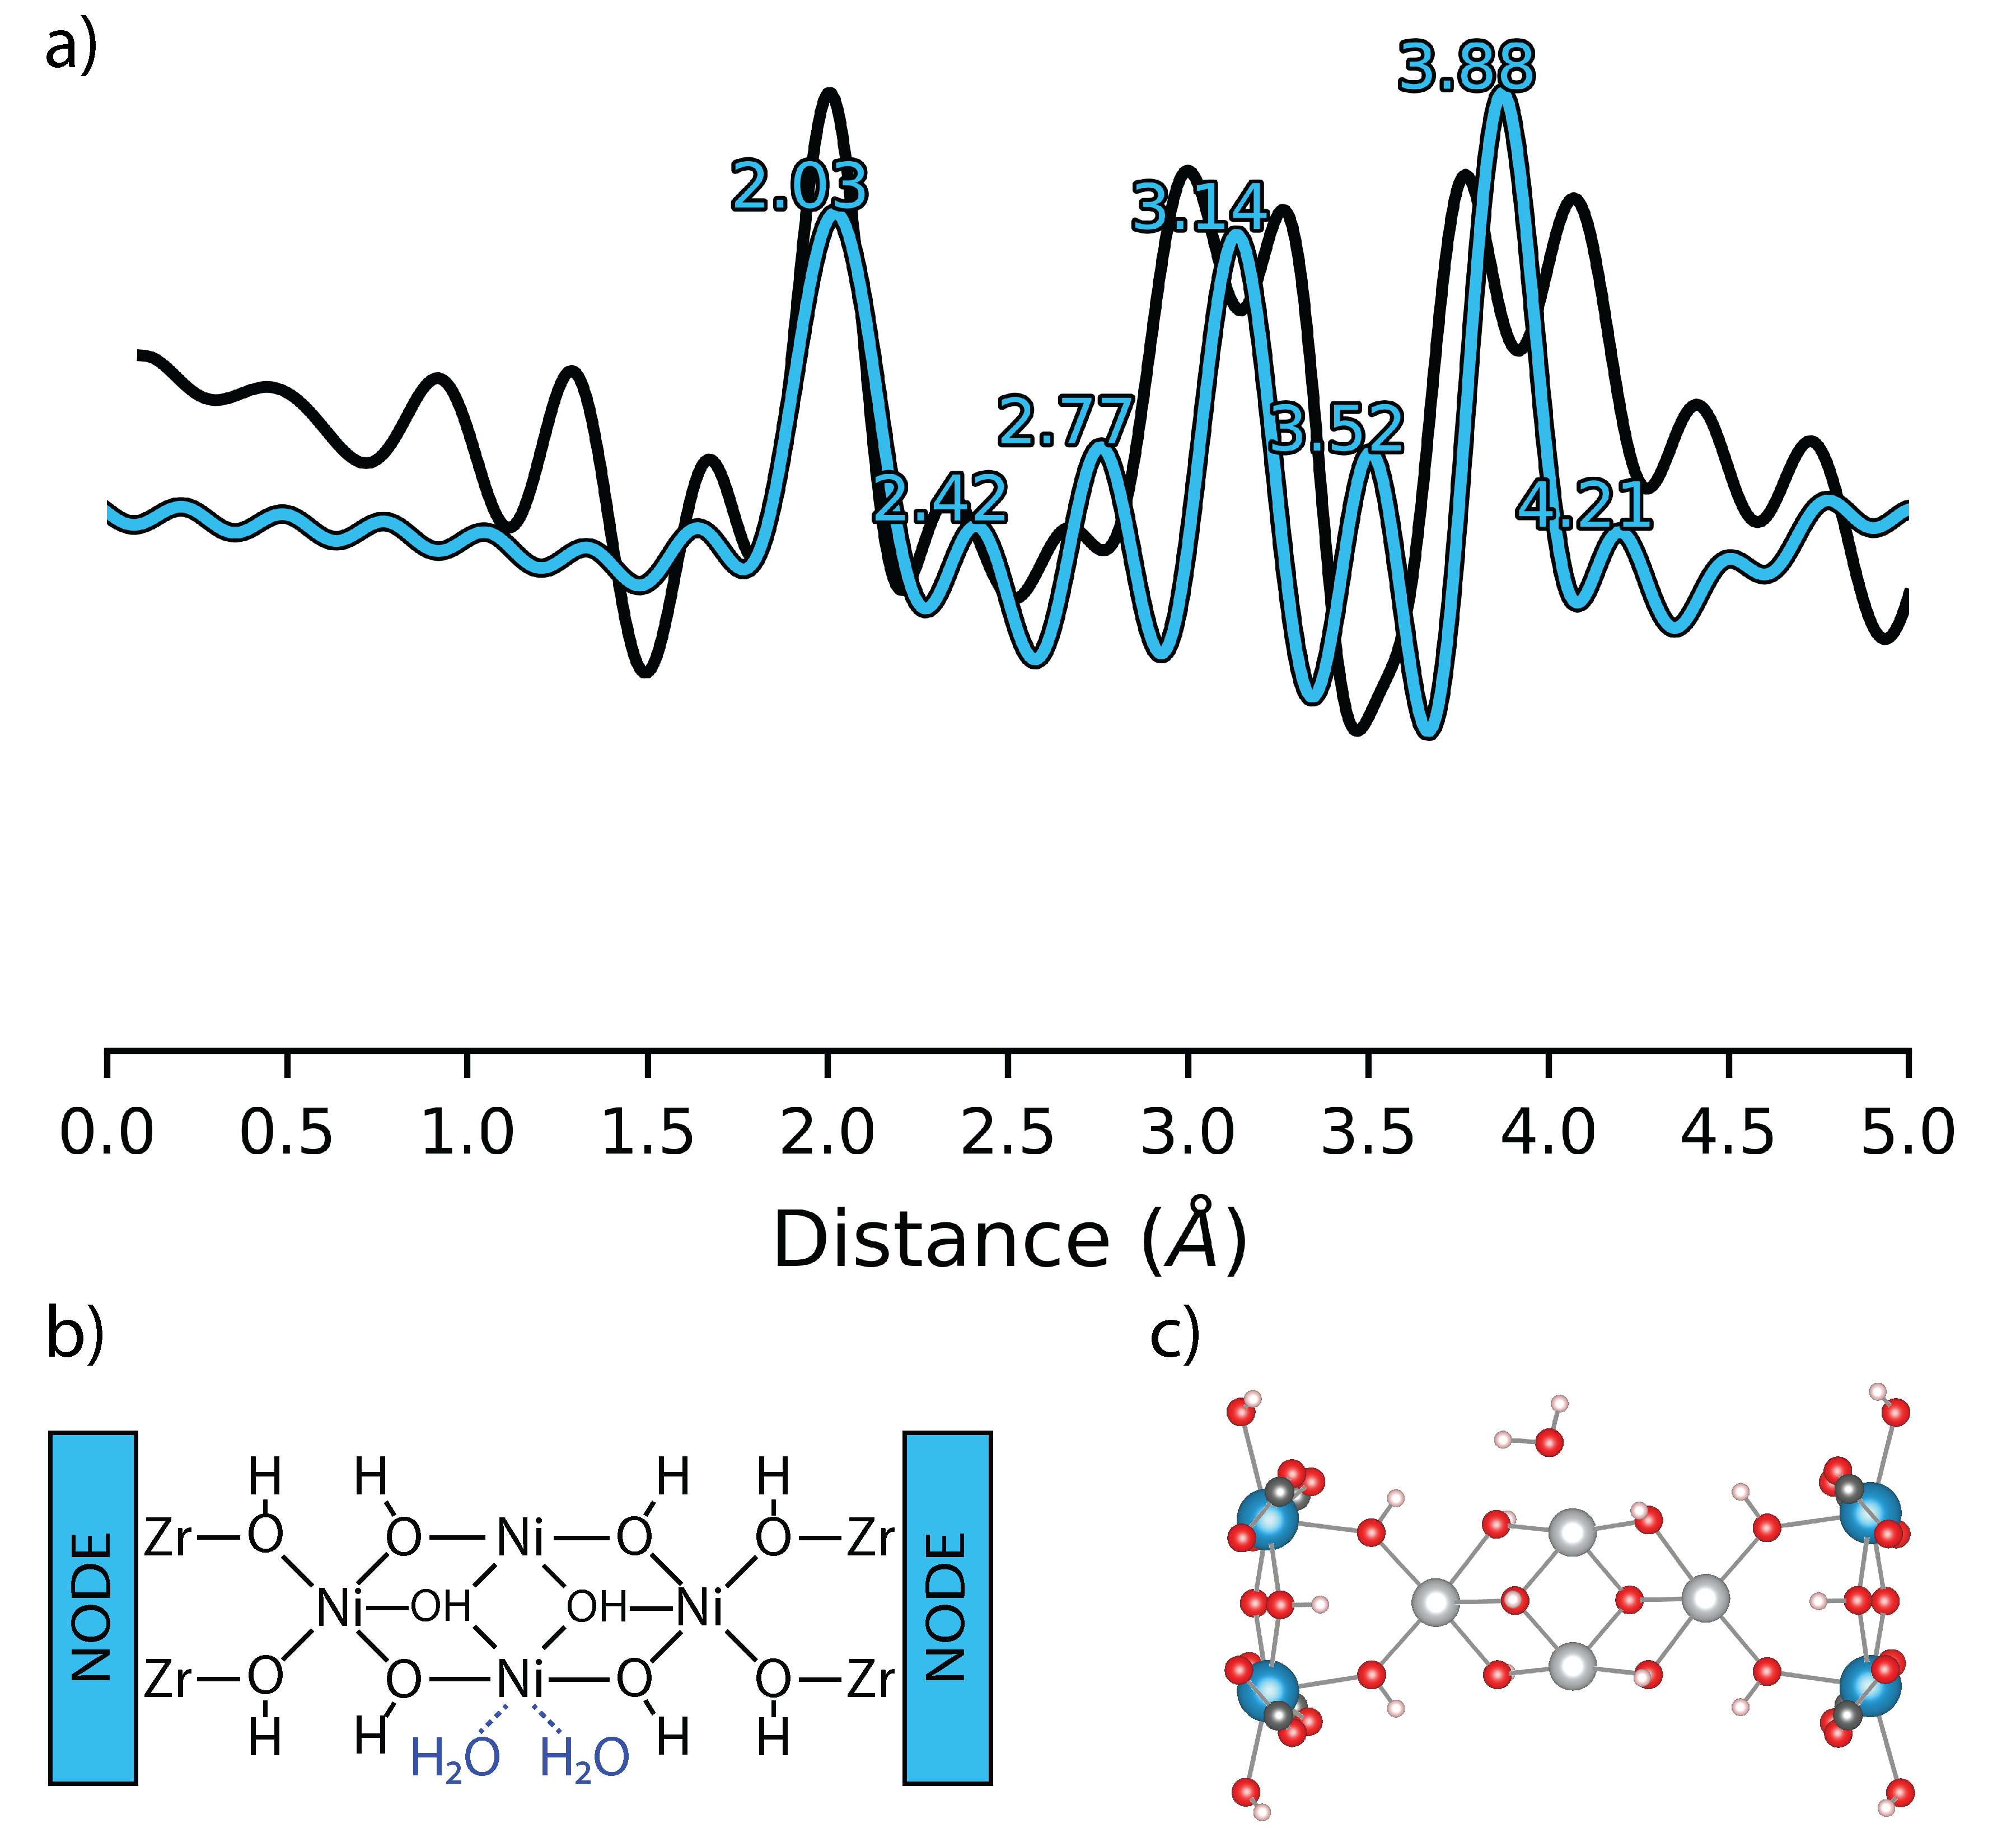 a)
3.88
2.03
3.14
2.77
3.52
2.42
4.21
0.0 0.5 1.0 1.5 2.0 2.5 3.0 3.5 4.0 4.5 5.0
Distance (Å)
b)
c)
H H H H
Zr O O Ni O O Zr
NODE Ni OH OH Ni NODE
Zr O O Ni O O Zr
H H H H
H₂O H₂O